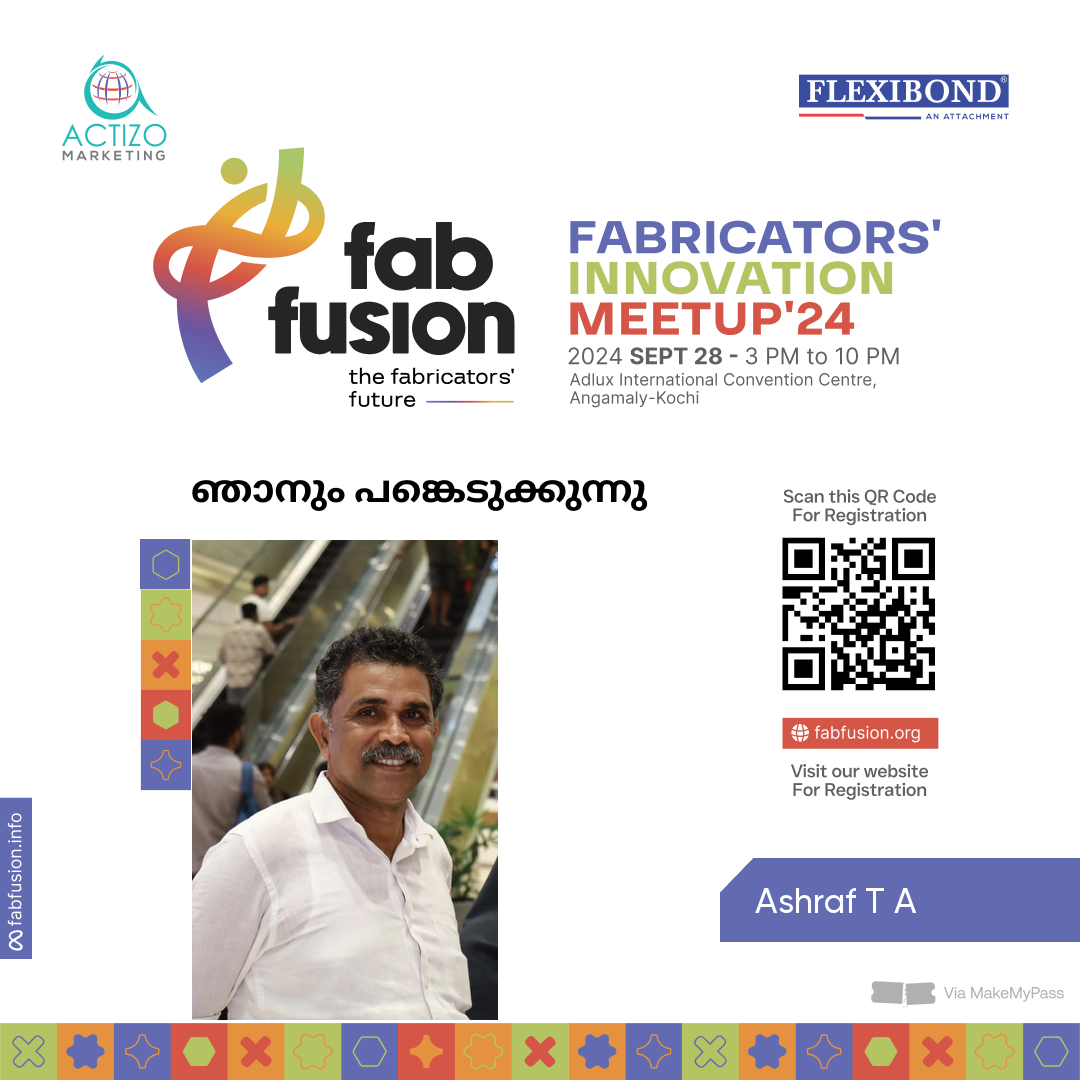 ACTIZO
MARKETING
FLEXIBOND®
AN ATTACHMENT
fab
fusion
the fabricators'
future
FABRICATORS'
INNOVATION
MEETUP'24
2024 SEPT 28 - 3 PM to 10 PM
Adlux International Convention Centre,
Angamaly-Kochi
ഞാനും പങ്കെടുക്കുന്നു
Scan this QR Code
For Registration
fabfusion.org
Visit our website
For Registration
fabfusion.info
Ashraf T A
Via MakeMyPass